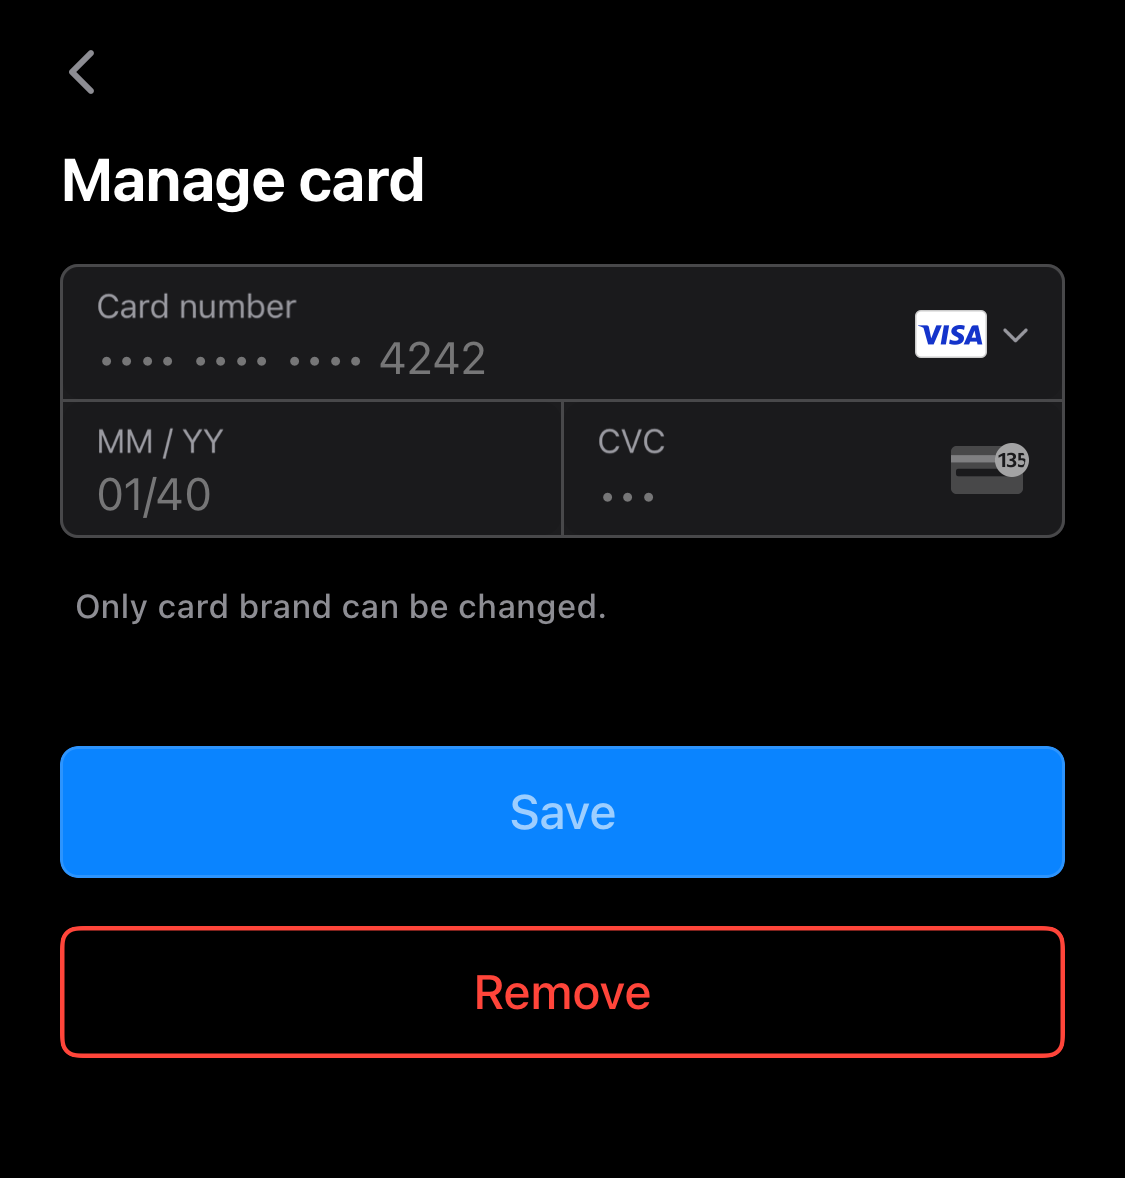 Manage card
Card number
•••• •••• •••• 4242
VISA
MM / YY
01/40
CVC
•••
135
Only card brand can be changed.
Save
Remove